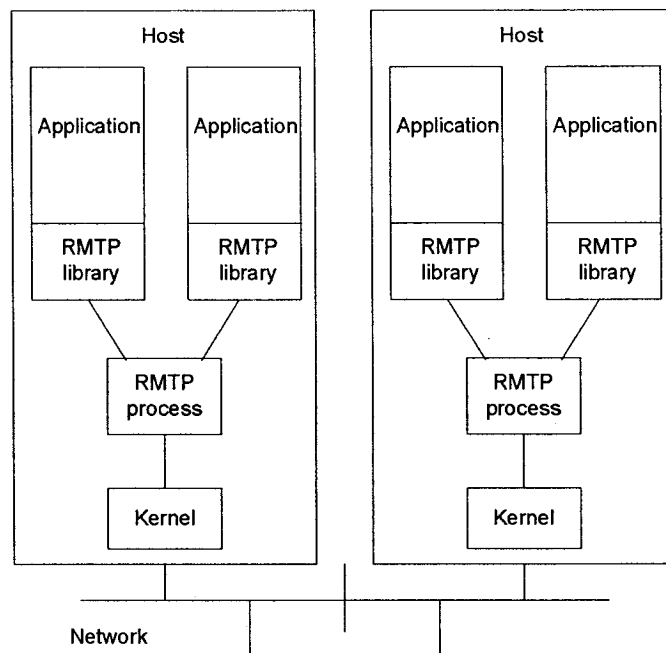 Host
Host
Application
Application
Application
Application
RMTP
library
RMTP
library
RMTP
library
RMTP
library
RMTP
process
RMTP
process
Kernel
Kernel
Network